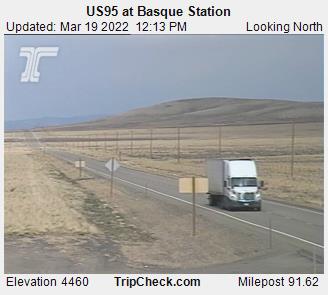 US95 at Basque Station
Updated: Mar 19 2022 12:13 PM Looking North
Elevation 4460 TripCheck.com Milepost 91.62